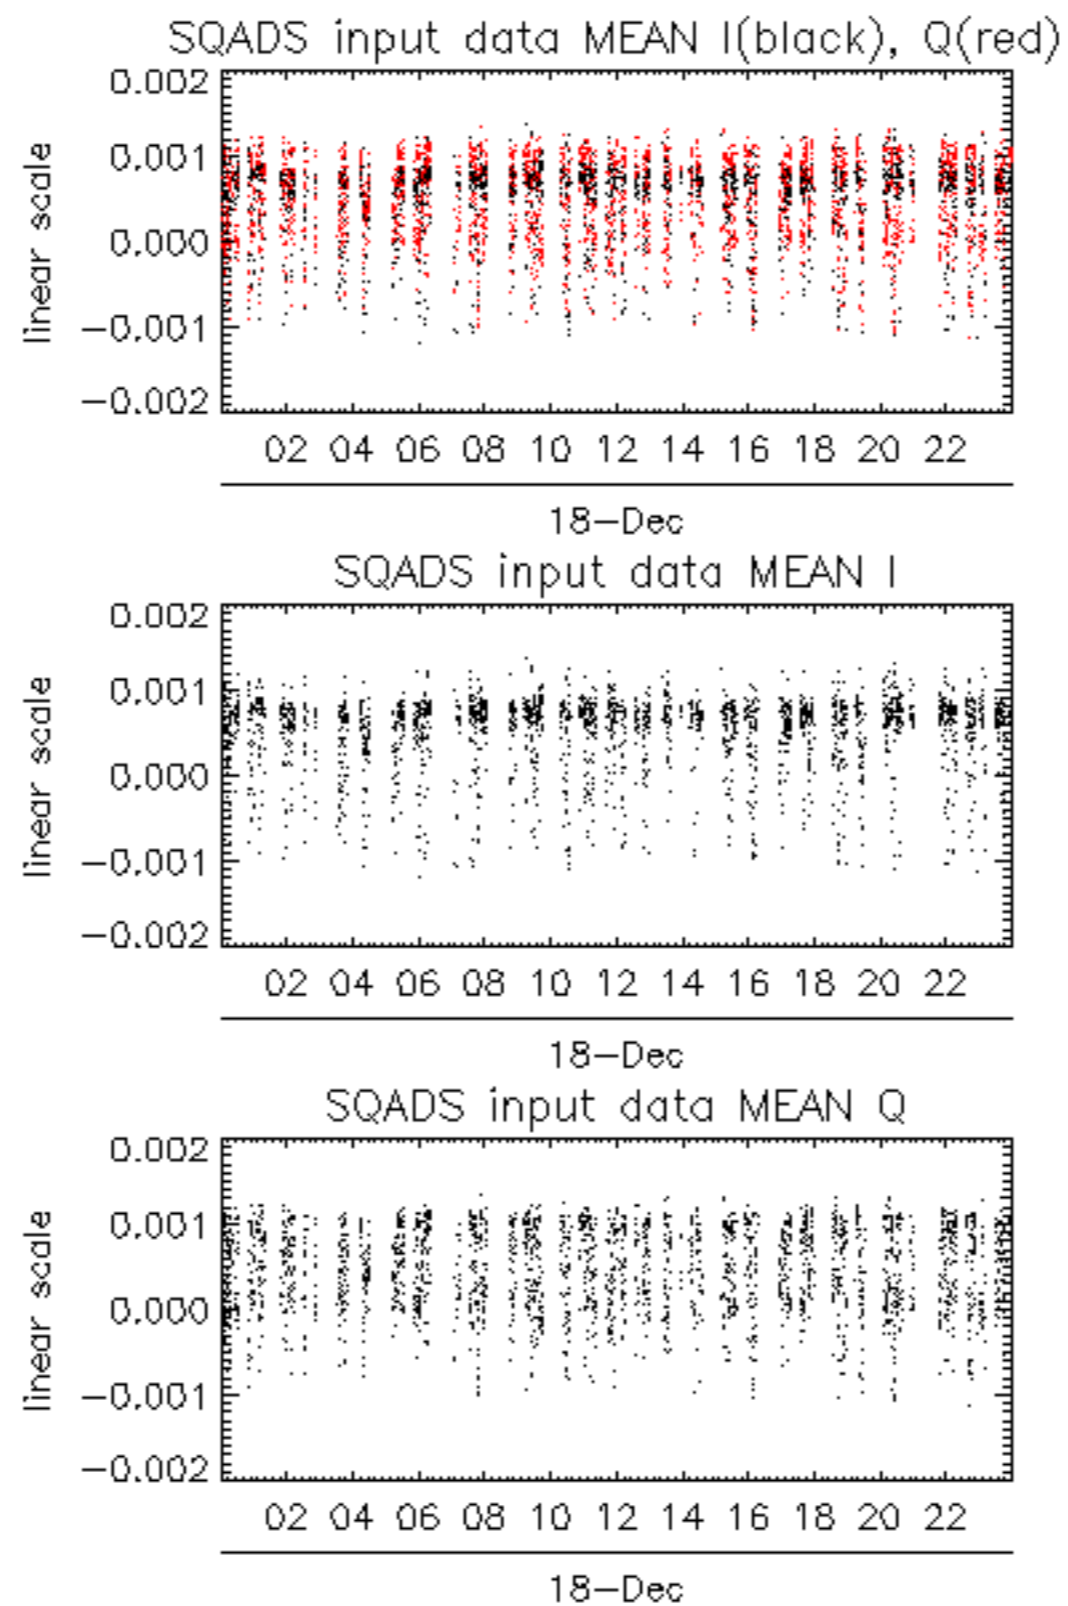 SQADS input data MEAN I(black), Q(red)
0.002
0.001
0.000
−0.001
−0.002
linear scale
02 04 06 08 10 12 14 16 18 20 22
18−Dec
SQADS input data MEAN I
0.002
0.001
0.000
−0.001
−0.002
linear scale
02 04 06 08 10 12 14 16 18 20 22
18−Dec
SQADS input data MEAN Q
0.002
0.001
0.000
−0.001
−0.002
linear scale
02 04 06 08 10 12 14 16 18 20 22
18−Dec